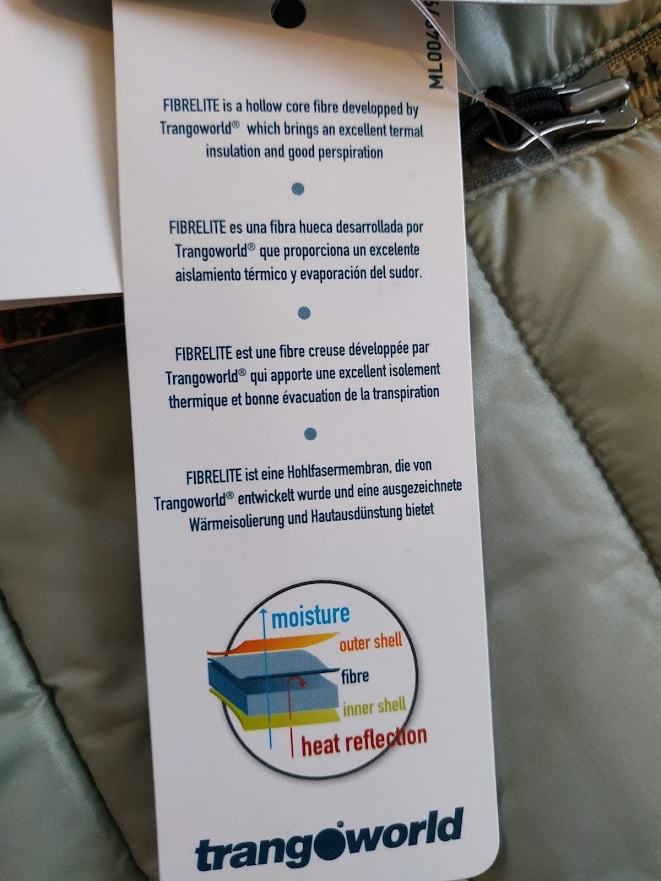 FIBRELITE is a hollow core fibre developped by
Trangoworld® which brings an excellent termal
insulation and good perspiration
FIBRELITE es una fibra hueca desarrollada por
Trangoworld® que proporciona un excelente
aislamiento térmico y evaporación del sudor.
FIBRELITE est une fibre creuse développée par
Trangoworld® qui apporte une excellent isolement
thermique et bonne évacuation de la transpiration
FIBRELITE ist eine Hohlfasermembran, die von
Trangoworld® entwickelt wurde und eine ausgezeichnete
Wärmeisolierung und Hautausdünstung bietet
moisture
outer shell
fibre
inner shell
heat reflection
trangoworld